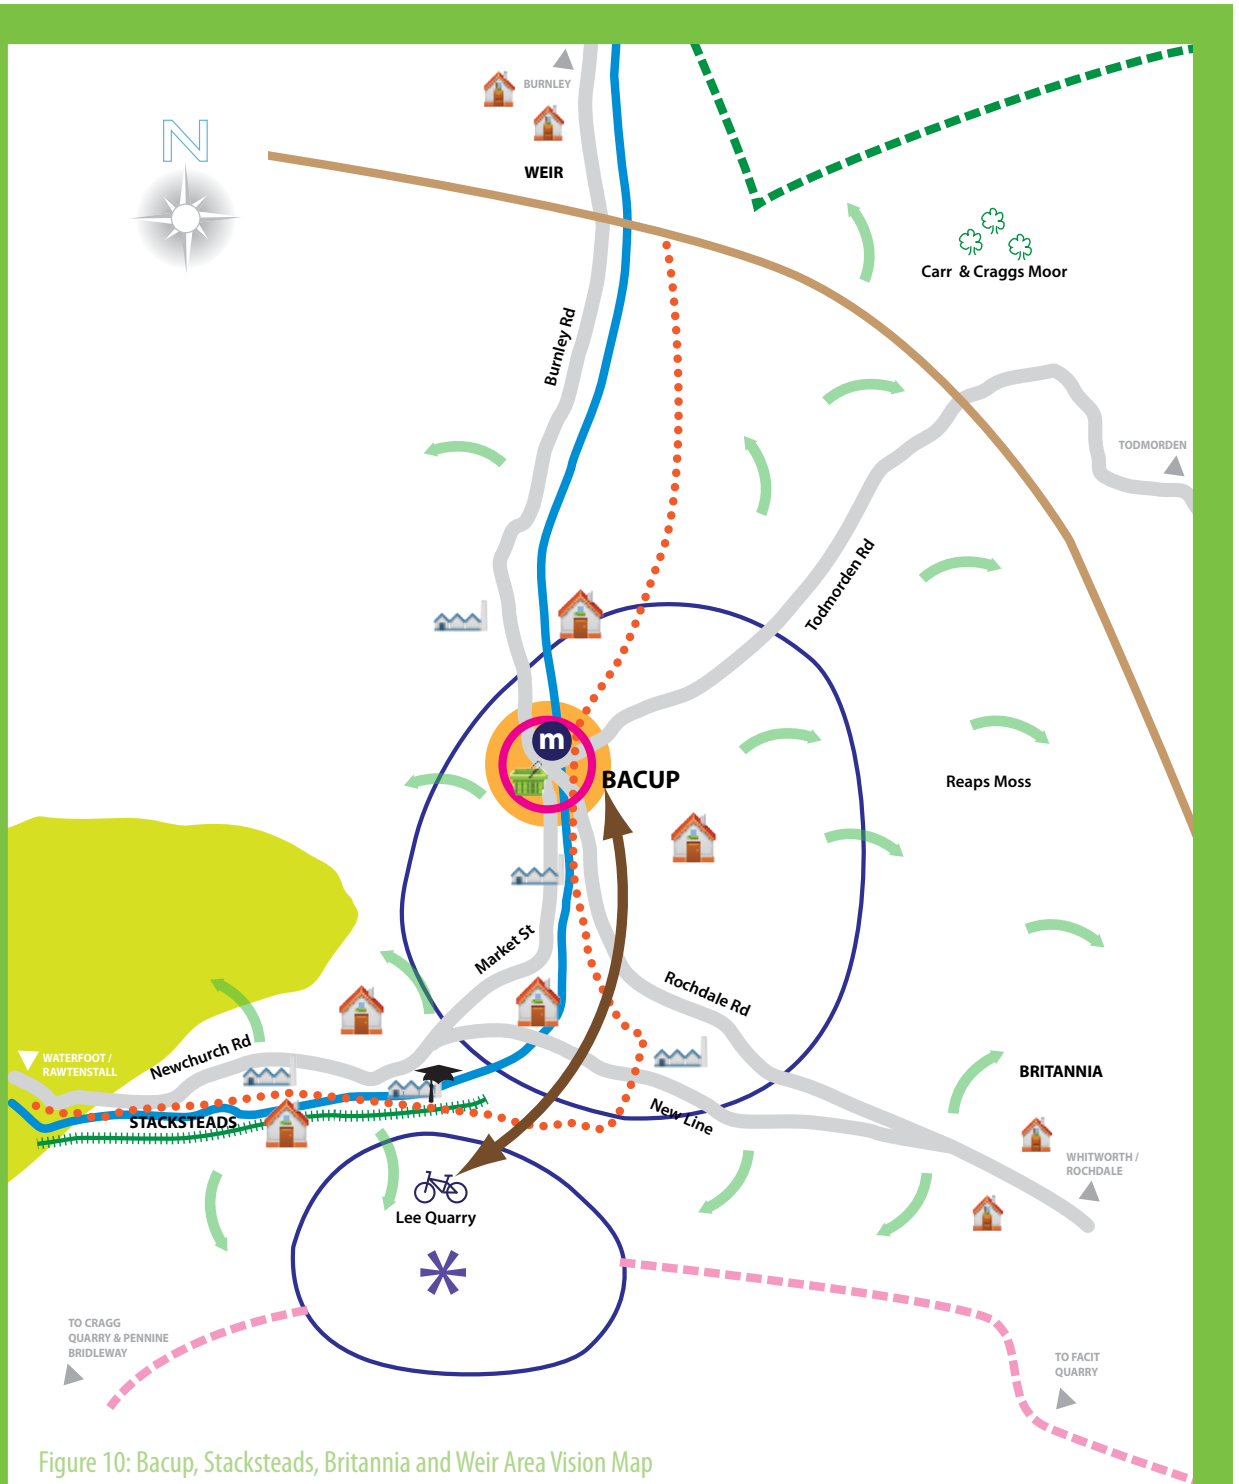 BURNLEY
N
WEIR
Carr & Craggs Moor
Burnley Rd
TODMORDEN
Todmorden Rd
m
BACUP
Reaps Moss
Market St
Rochdale Rd
Newchurch Rd
WATERFOOT /
RAWTENSTALL
BRITANNIA
STACKSTEADS
New Line
WHITWORTH /
ROCHDALE
Lee Quarry
TO CRAGG
QUARRY & PENNINE
BRIDLEWAY
TO FACIT
QUARRY
Figure 10: Bacup, Stacksteads, Britannia and Weir Area Vision Map